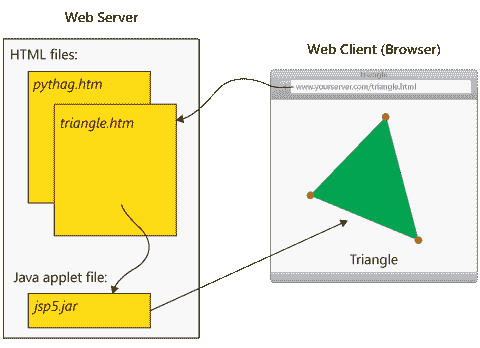 Web Server
HTML files:
pythag.htm
triangle.htm
Java applet file:
jsp5.jar
Web Client (Browser)
Triangle
www.yourserver.com/triangle.html
Triangle